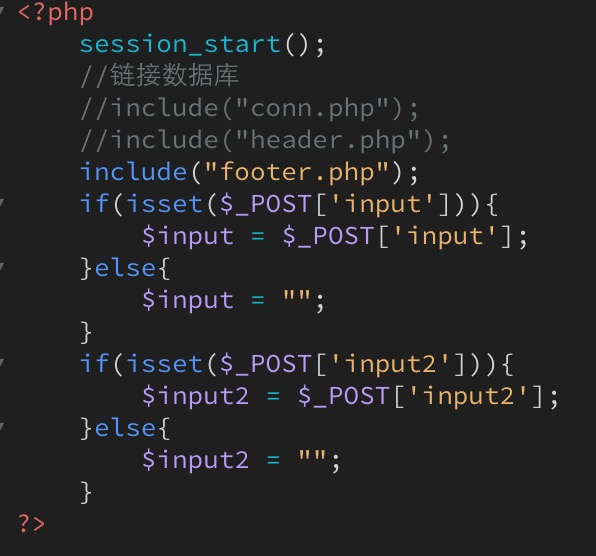 <?php
session_start();
//链接数据库
//include("conn.php");
//include("header.php");
include("footer.php");
if(isset($_POST['input'])){
$input = $_POST['input'];
}else{
$input = "";
}
if(isset($_POST['input2'])){
$input2 = $_POST['input2'];
}else{
$input2 = "";
}
?>